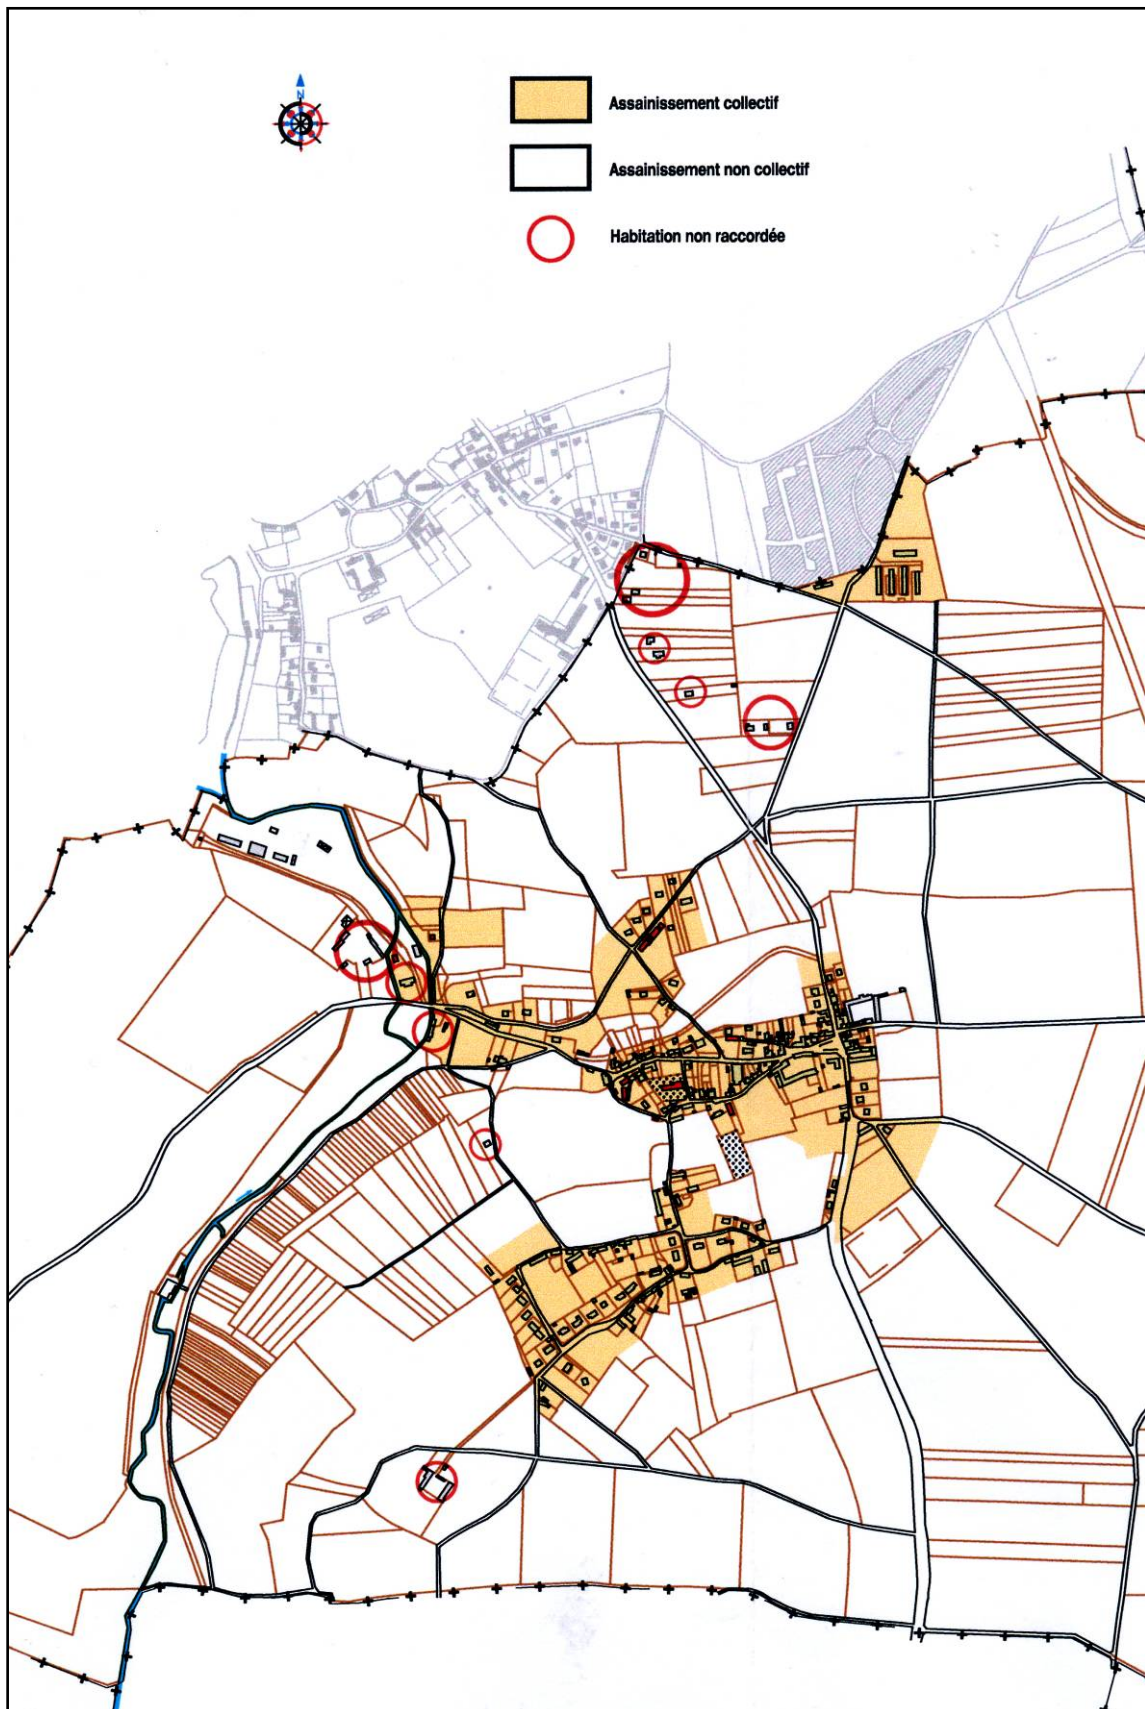 N
Assainissement collectif
Assainissement non collectif
Habitation non raccordée